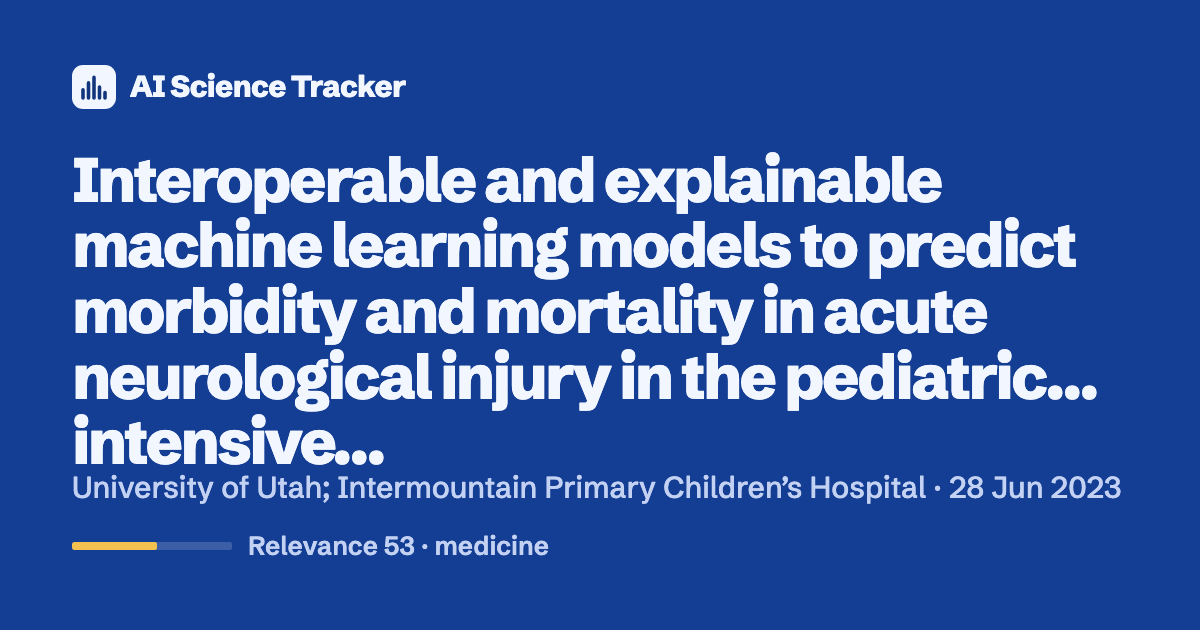 AI Science Tracker
Interoperable and explainable
machine learning models to predict
morbidity and mortality in acute
neurological injury in the pediatric…
intensive…
University of Utah; Intermountain Primary Children’s Hospital · 28 Jun 2023
Relevance 53 · medicine